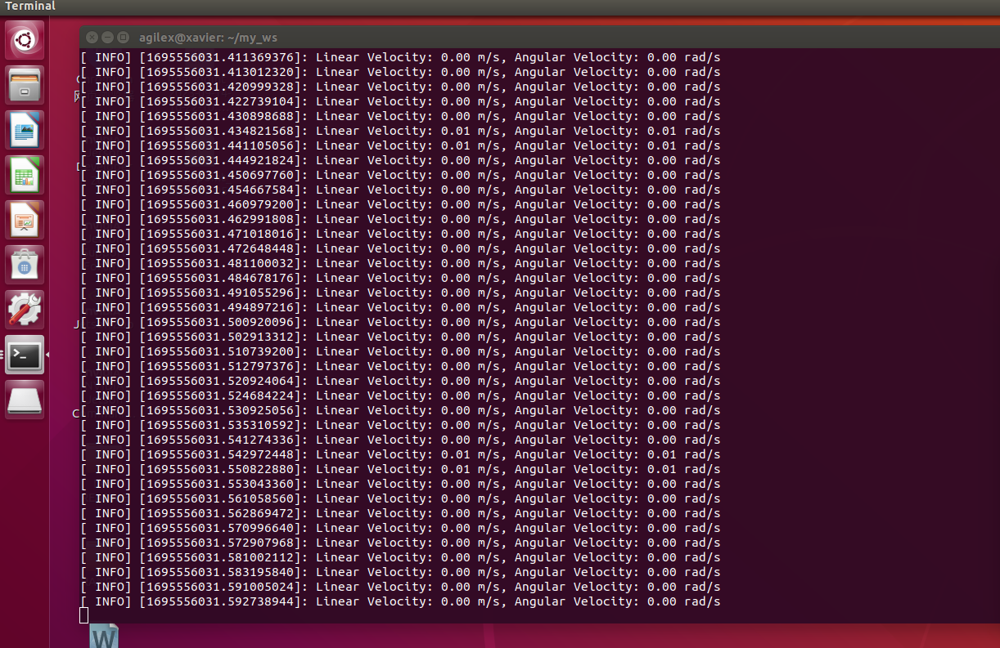 Terminal
agilex@xavier: ~/my_ws
[ INFO] [1695556031.411369376]: Linear Velocity: 0.00 m/s, Angular Velocity: 0.00 rad/s
[ INFO] [1695556031.413012320]: Linear Velocity: 0.00 m/s, Angular Velocity: 0.00 rad/s
[ INFO] [1695556031.420999328]: Linear Velocity: 0.00 m/s, Angular Velocity: 0.00 rad/s
[ INFO] [1695556031.422739104]: Linear Velocity: 0.00 m/s, Angular Velocity: 0.00 rad/s
[ INFO] [1695556031.430898688]: Linear Velocity: 0.00 m/s, Angular Velocity: 0.00 rad/s
[ INFO] [1695556031.434821568]: Linear Velocity: 0.01 m/s, Angular Velocity: 0.01 rad/s
[ INFO] [1695556031.441105056]: Linear Velocity: 0.01 m/s, Angular Velocity: 0.01 rad/s
[ INFO] [1695556031.444921824]: Linear Velocity: 0.00 m/s, Angular Velocity: 0.00 rad/s
[ INFO] [1695556031.450697760]: Linear Velocity: 0.00 m/s, Angular Velocity: 0.00 rad/s
[ INFO] [1695556031.454667584]: Linear Velocity: 0.00 m/s, Angular Velocity: 0.00 rad/s
[ INFO] [1695556031.460979200]: Linear Velocity: 0.00 m/s, Angular Velocity: 0.00 rad/s
[ INFO] [1695556031.462991808]: Linear Velocity: 0.00 m/s, Angular Velocity: 0.00 rad/s
[ INFO] [1695556031.471018016]: Linear Velocity: 0.00 m/s, Angular Velocity: 0.00 rad/s
[ INFO] [1695556031.472648448]: Linear Velocity: 0.00 m/s, Angular Velocity: 0.00 rad/s
[ INFO] [1695556031.481100032]: Linear Velocity: 0.00 m/s, Angular Velocity: 0.00 rad/s
[ INFO] [1695556031.484678176]: Linear Velocity: 0.00 m/s, Angular Velocity: 0.00 rad/s
[ INFO] [1695556031.491055296]: Linear Velocity: 0.00 m/s, Angular Velocity: 0.00 rad/s
[ INFO] [1695556031.494897216]: Linear Velocity: 0.00 m/s, Angular Velocity: 0.00 rad/s
[ INFO] [1695556031.500920096]: Linear Velocity: 0.00 m/s, Angular Velocity: 0.00 rad/s
[ INFO] [1695556031.502913312]: Linear Velocity: 0.00 m/s, Angular Velocity: 0.00 rad/s
[ INFO] [1695556031.510739200]: Linear Velocity: 0.00 m/s, Angular Velocity: 0.00 rad/s
[ INFO] [1695556031.512797376]: Linear Velocity: 0.00 m/s, Angular Velocity: 0.00 rad/s
[ INFO] [1695556031.520924064]: Linear Velocity: 0.00 m/s, Angular Velocity: 0.00 rad/s
[ INFO] [1695556031.524684224]: Linear Velocity: 0.00 m/s, Angular Velocity: 0.00 rad/s
[ INFO] [1695556031.530925056]: Linear Velocity: 0.00 m/s, Angular Velocity: 0.00 rad/s
[ INFO] [1695556031.535310592]: Linear Velocity: 0.00 m/s, Angular Velocity: 0.00 rad/s
[ INFO] [1695556031.541274336]: Linear Velocity: 0.00 m/s, Angular Velocity: 0.00 rad/s
[ INFO] [1695556031.542972448]: Linear Velocity: 0.01 m/s, Angular Velocity: 0.01 rad/s
[ INFO] [1695556031.550822880]: Linear Velocity: 0.01 m/s, Angular Velocity: 0.01 rad/s
[ INFO] [1695556031.553043360]: Linear Velocity: 0.00 m/s, Angular Velocity: 0.00 rad/s
[ INFO] [1695556031.561058560]: Linear Velocity: 0.00 m/s, Angular Velocity: 0.00 rad/s
[ INFO] [1695556031.562869472]: Linear Velocity: 0.00 m/s, Angular Velocity: 0.00 rad/s
[ INFO] [1695556031.570996640]: Linear Velocity: 0.00 m/s, Angular Velocity: 0.00 rad/s
[ INFO] [1695556031.572907968]: Linear Velocity: 0.00 m/s, Angular Velocity: 0.00 rad/s
[ INFO] [1695556031.581002112]: Linear Velocity: 0.00 m/s, Angular Velocity: 0.00 rad/s
[ INFO] [1695556031.583195840]: Linear Velocity: 0.00 m/s, Angular Velocity: 0.00 rad/s
[ INFO] [1695556031.591005024]: Linear Velocity: 0.00 m/s, Angular Velocity: 0.00 rad/s
[ INFO] [1695556031.592738944]: Linear Velocity: 0.00 m/s, Angular Velocity: 0.00 rad/s
W